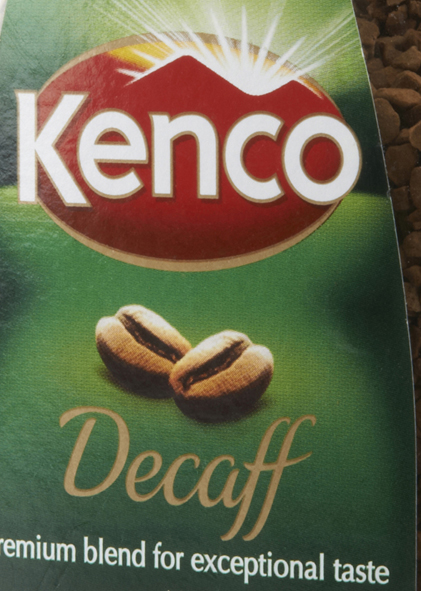 Kenco
Decaff
remium blend for exceptional taste